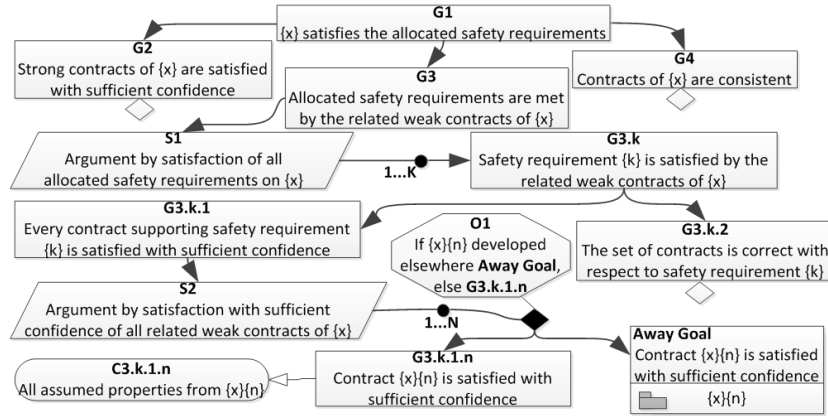 G1
{x} satisfies the allocated safety requirements
G2
Strong contracts of {x} are satisfied
with sufficient confidence
G3
Allocated safety requirements are met
by the related weak contracts of {x}
G4
Contracts of {x} are consistent
S1
Argument by satisfaction of all
allocated safety requirements on {x}
1...K
G3.k
Safety requirement {k} is satisfied by the
related weak contracts of {x}
G3.k.1
Every contract supporting safety requirement
{k} is satisfied with sufficient confidence
O1
If {x}{n} developed
elsewhere Away Goal,
else G3.k.1.n
G3.k.2
The set of contracts is correct with
respect to safety requirement {k}
S2
Argument by satisfaction with sufficient
confidence of all related weak contracts of {x}
1...N
C3.k.1.n
All assumed properties from {x}{n}
G3.k.1.n
Contract {x}{n} is satisfied with
sufficient confidence
Away Goal
Contract {x}{n} is satisfied
with sufficient confidence
{x}{n}